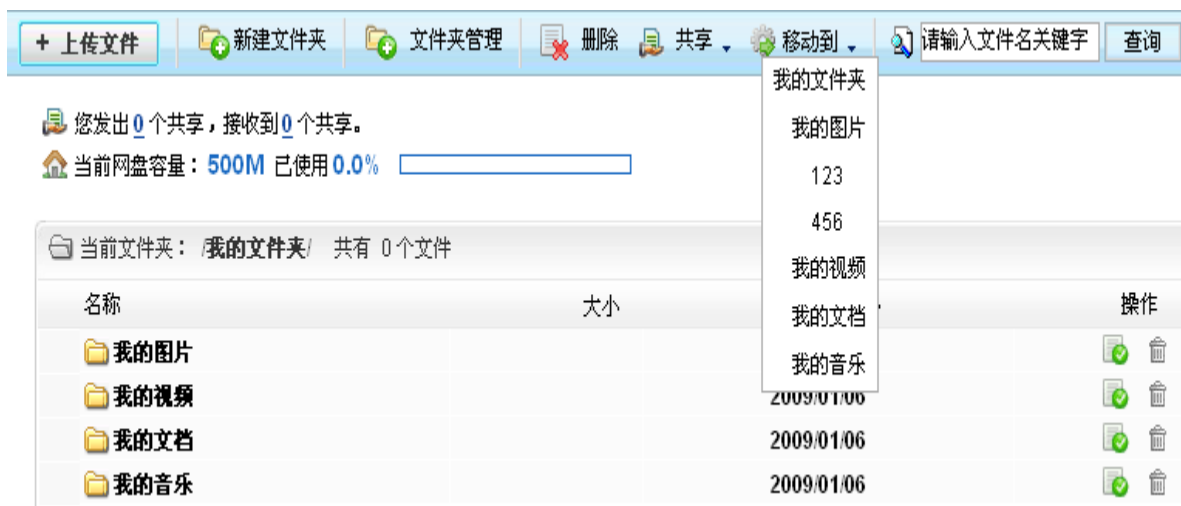 + 上传文件 新建文件夹 文件夹管理 删除 共享 移动到 请输入文件名关键字 查询
我的文件夹
我的图片
123
456
我的视频
我的文档
我的音乐
您发出0个共享，接收到0个共享。
当前网盘容量：500M 已使用0.0%
当前文件夹： /我的文件夹/ 共有 0个文件
名称 大小 操作
我的图片
我的视频 2009/01/06
我的文档 2009/01/06
我的音乐 2009/01/06